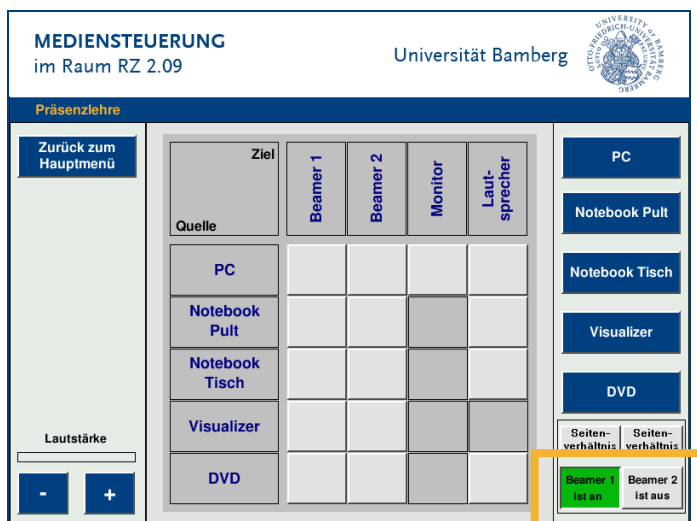 MEDIENSTEUERUNG
im Raum RZ 2.09
Universität Bamberg
Präsenzlehre
Zurück zum
Hauptmenü
Ziel
Quelle
Beamer 1
Beamer 2
Monitor
Laut-
sprecher
PC
Notebook
Pult
Notebook
Tisch
Visualizer
DVD
PC
Notebook Pult
Notebook Tisch
Visualizer
DVD
Seiten-
verhältnis
Seiten-
verhältnis
Beamer 1
ist an
Beamer 2
ist aus
Lautstärke
- +